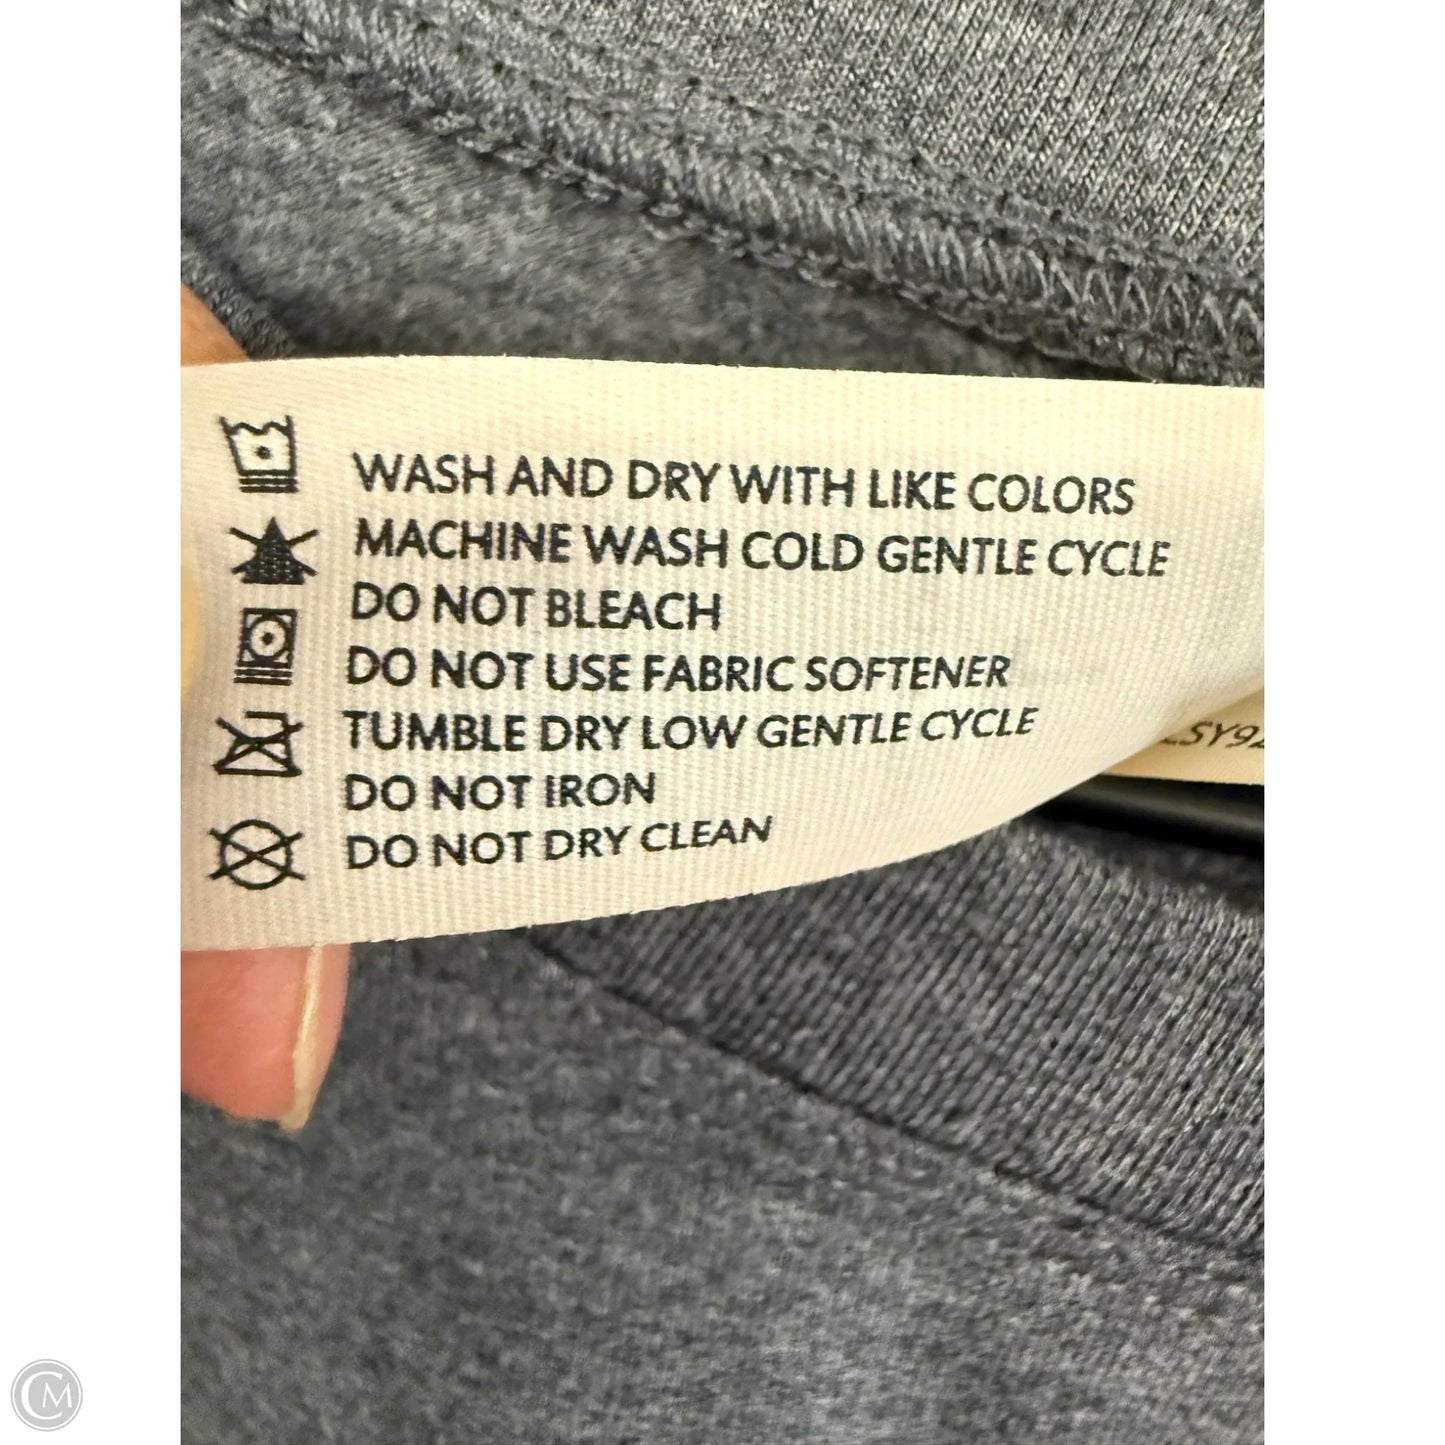 WASH AND DRY WITH LIKE COLORS
MACHINE WASH COLD GENTLE CYCLE
DO NOT BLEACH
DO NOT USE FABRIC SOFTENER
TUMBLE DRY LOW GENTLE CYCLE
DO NOT IRON
DO NOT DRY CLEAN
CM